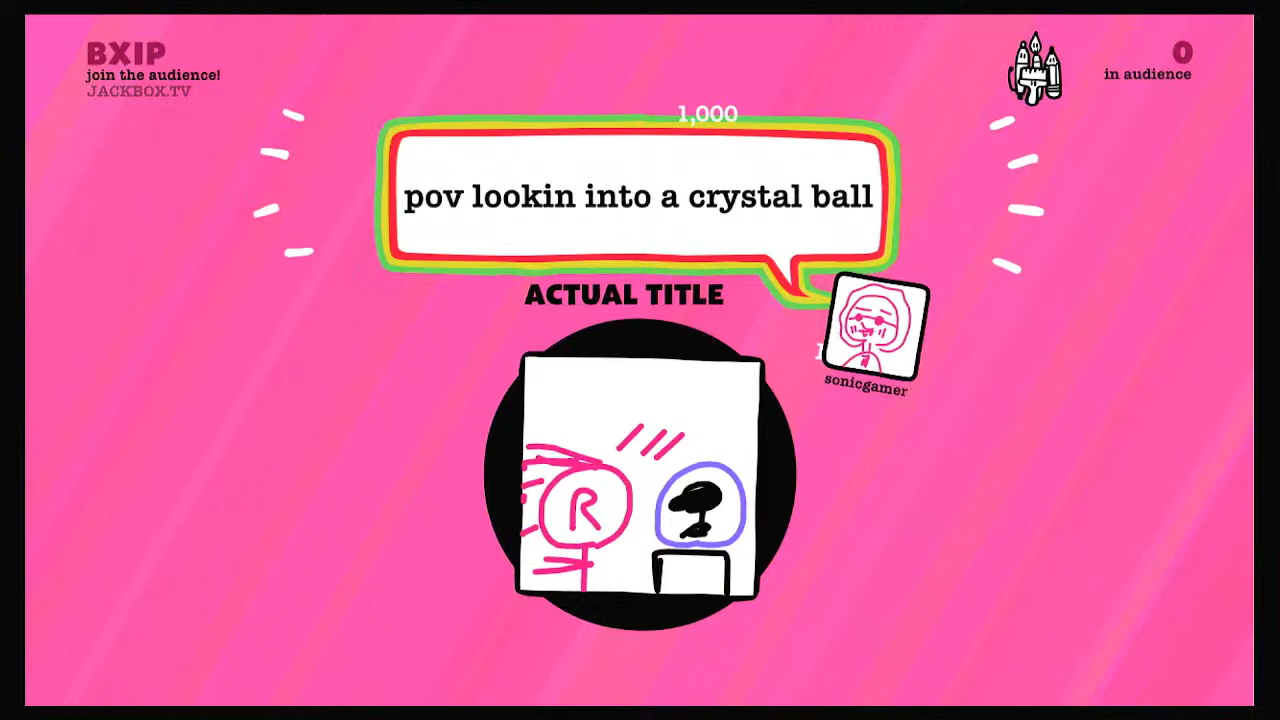 BXIP
join the audience!
JACKBOX.TV
0
in audience
1,000
pov lookin into a crystal ball
ACTUAL TITLE
sonicgamer
R